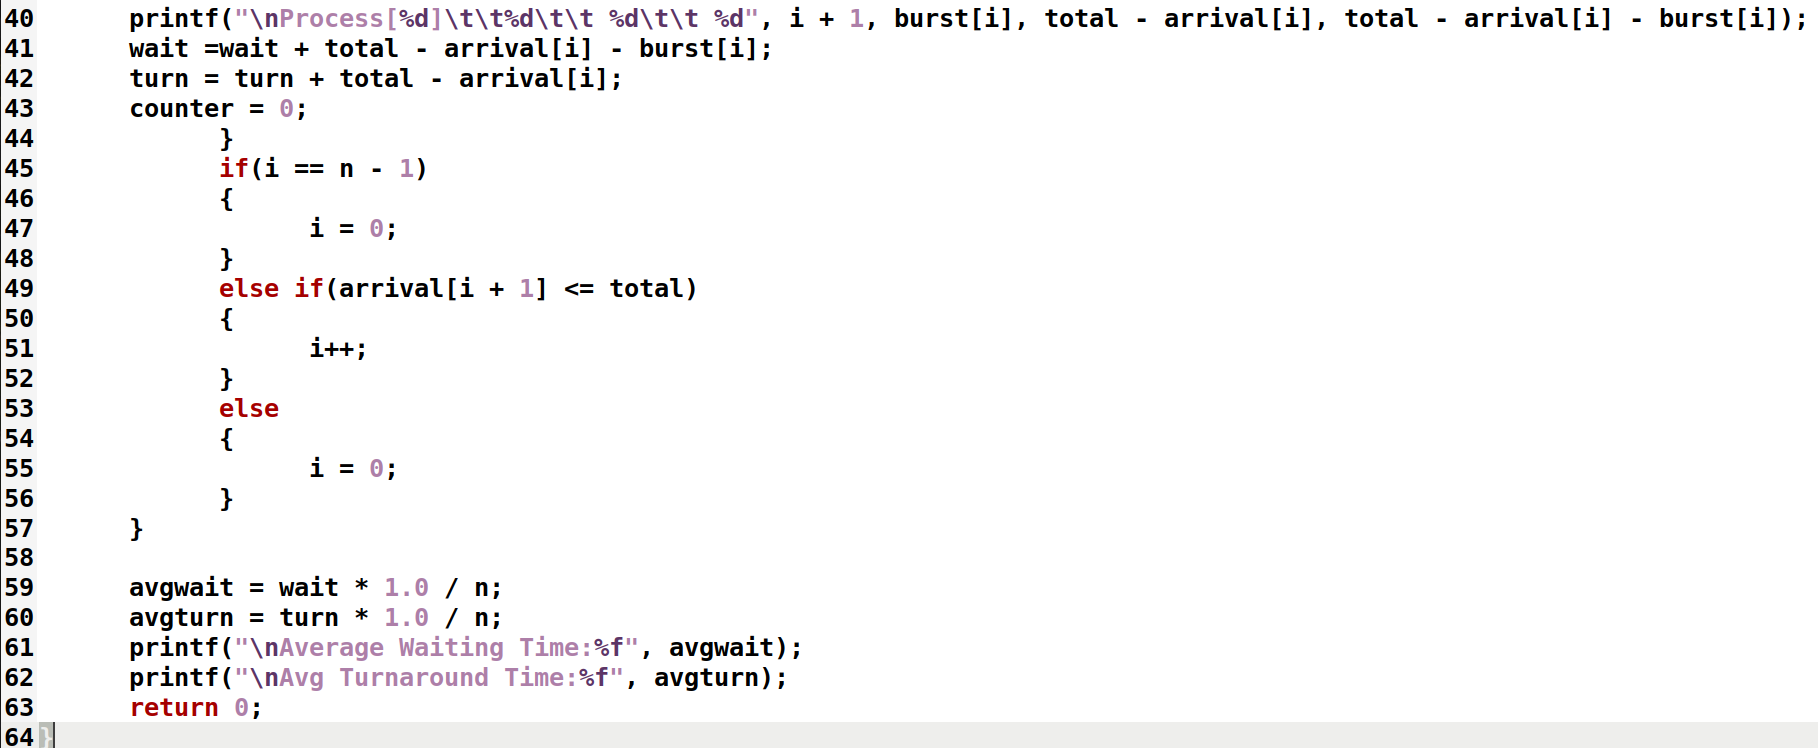 40 printf("\nProcess[%d]\t\t%d\t\t %d\t\t %d", i + 1, burst[i], total - arrival[i], total - arrival[i] - burst[i]);
41 wait =wait + total - arrival[i] - burst[i];
42 turn = turn + total - arrival[i];
43 counter = 0;
44 }
45 if(i == n - 1)
46 {
47 i = 0;
48 }
49 else if(arrival[i + 1] <= total)
50 {
51 i++;
52 }
53 else
54 {
55 i = 0;
56 }
57 }
58
59 avgwait = wait * 1.0 / n;
60 avgturn = turn * 1.0 / n;
61 printf("\nAverage Waiting Time:%f", avgwait);
62 printf("\nAvg Turnaround Time:%f", avgturn);
63 return 0;
64 }